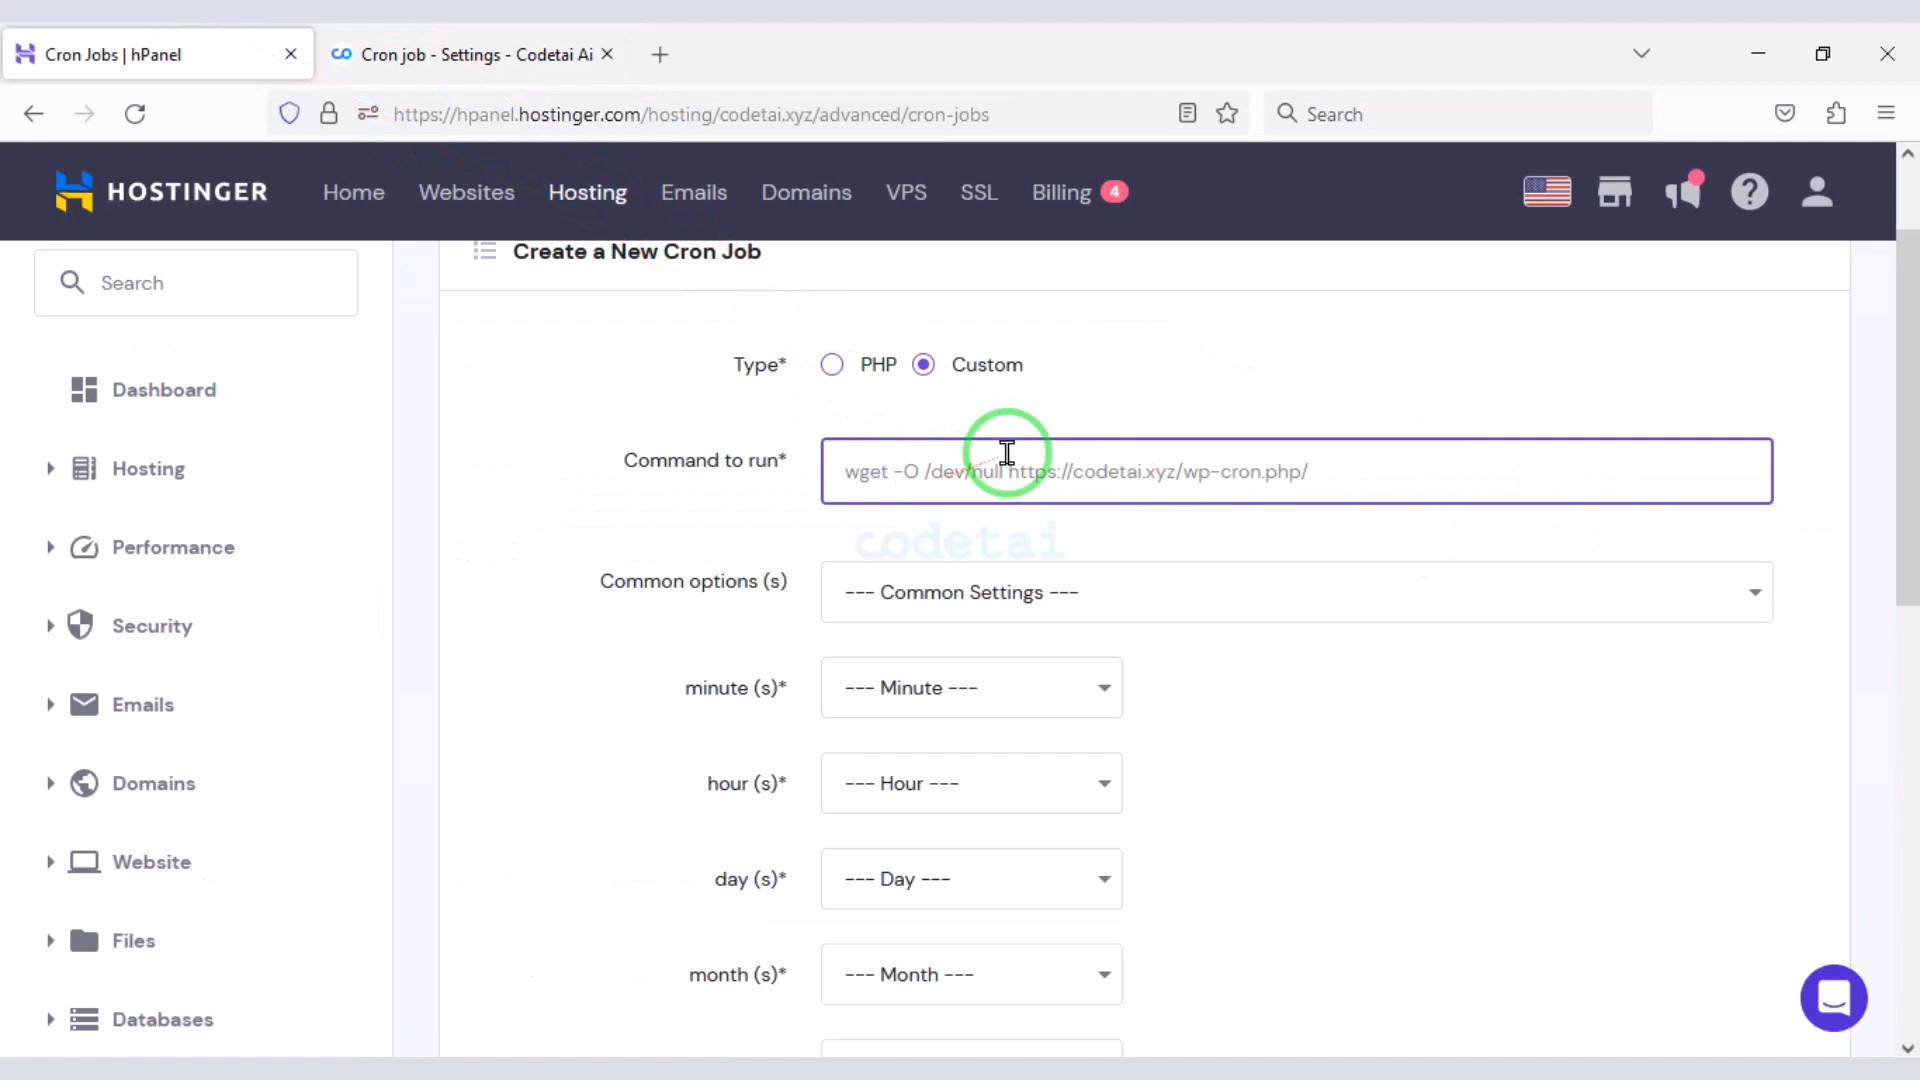 Cron Jobs | hPanel
Cron job - Settings - Codetai Ai
https://hpanel.hostinger.com/hosting/codetai.xyz/advanced/cron-jobs
Search
HOSTINGER
Home
Websites
Hosting
Emails
Domains
VPS
SSL
Billing 4
Search
Create a New Cron Job
Type*
PHP
Custom
Dashboard
Command to run*
wget -O /dev/null https://codetai.xyz/wp-cron.php/
Hosting
codetai
Performance
Common options (s)
--- Common Settings ---
Security
minute (s)*
--- Minute ---
Emails
hour (s)*
--- Hour ---
Domains
Website
day (s)*
--- Day ---
Files
month (s)*
--- Month ---
Databases